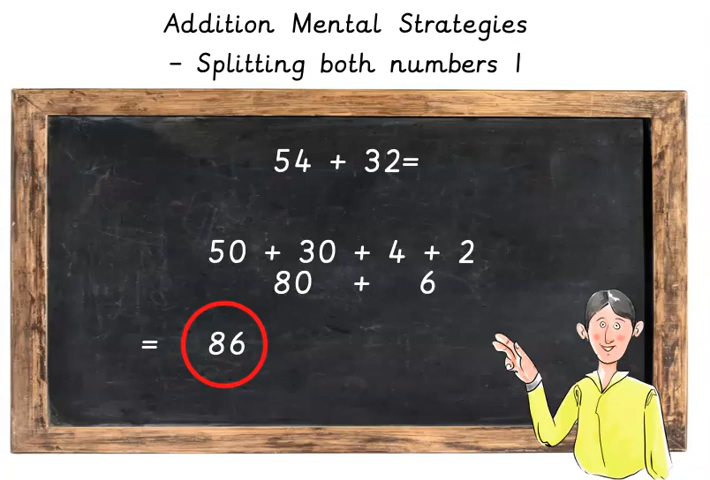 Addition Mental Strategies
- Splitting both numbers 1
54 + 32=
50 + 30 + 4 + 2
80 + 6
= 86